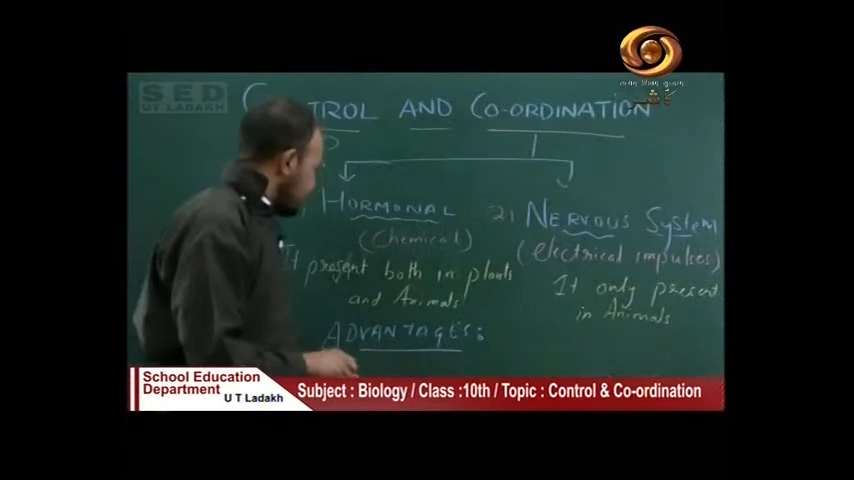 SED
UT LADAKH
TROL AND CO-ORDINATION
HORMONAL
(Chemical)
It present both in plants
and Animals
ADVANTAGES:
2) NERVOUS System
(electrical impulses)
It only present
in Animals
School Education
Department
U T Ladakh
Subject : Biology / Class :10th / Topic : Control & Co-ordination